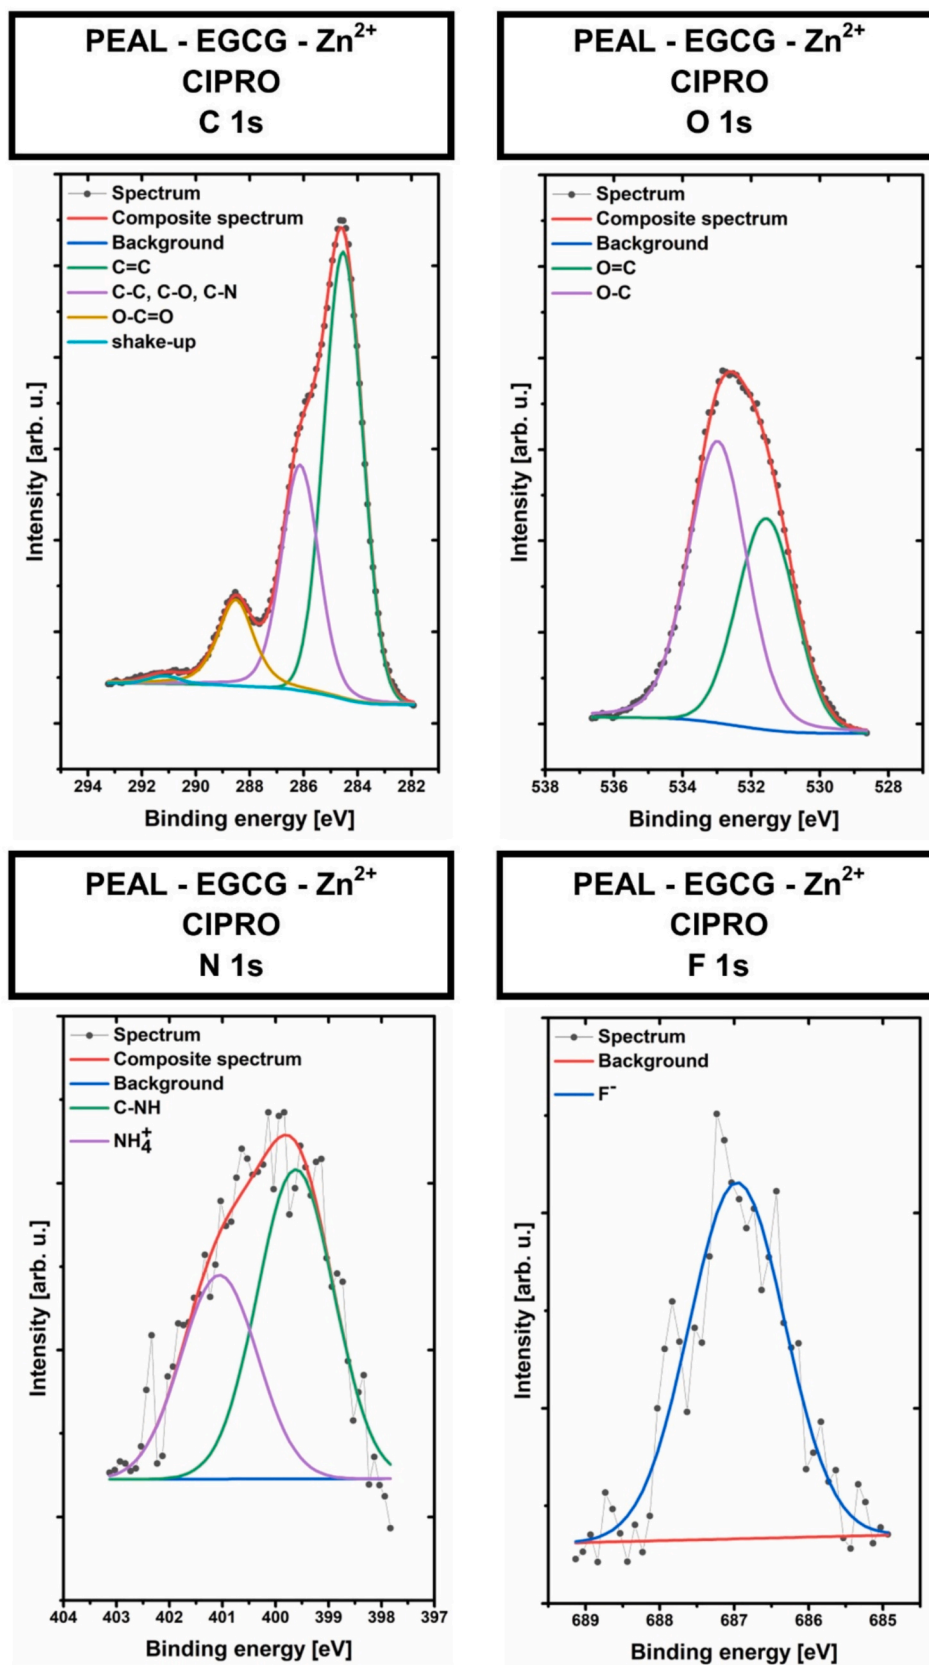 PEAL - EGCG - Zn²⁺
CIPRO
C 1s
Spectrum
Composite spectrum
Background
C=C
C-C, C-O, C-N
O-C=O
shake-up
Intensity [arb. u.]
294 292 290 288 286 284 282
Binding energy [eV]
PEAL - EGCG - Zn²⁺
CIPRO
O 1s
Spectrum
Composite spectrum
Background
O=C
O-C
Intensity [arb. u.]
538 536 534 532 530 528
Binding energy [eV]
PEAL - EGCG - Zn²⁺
CIPRO
N 1s
Spectrum
Composite spectrum
Background
C-NH
NH₄⁺
Intensity [arb. u.]
404 403 402 401 400 399 398 397
Binding energy [eV]
PEAL - EGCG - Zn²⁺
CIPRO
F 1s
Spectrum
Background
F⁻
Intensity [arb. u.]
689 688 687 686 685
Binding energy [eV]